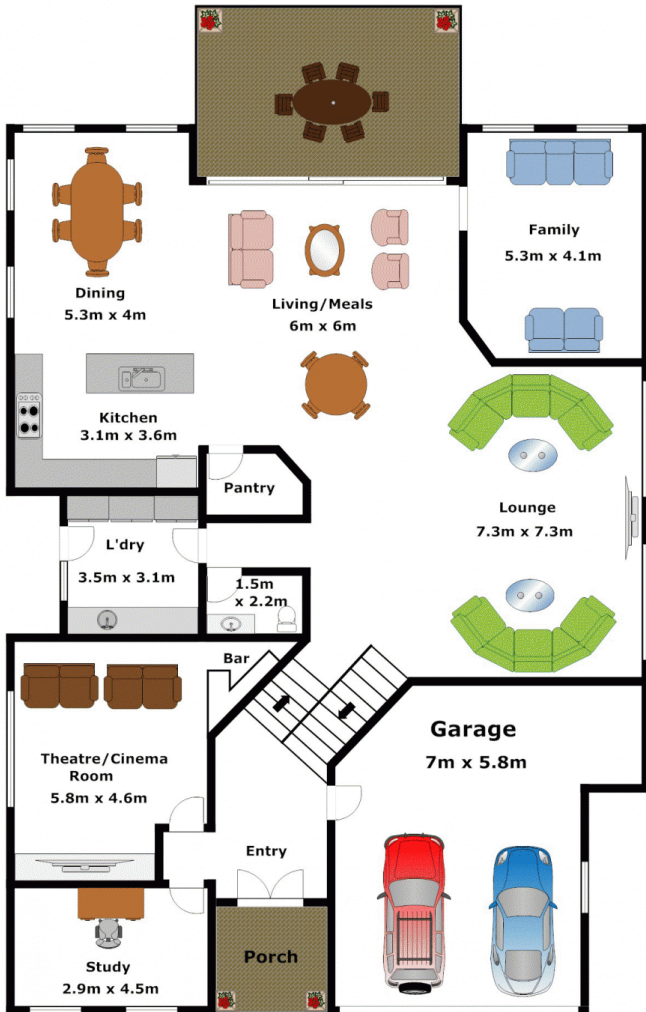 Dining
5.3m x 4m
Living/Meals
6m x 6m
Family
5.3m x 4.1m
Kitchen
3.1m x 3.6m
Pantry
Lounge
7.3m x 7.3m
L'dry
3.5m x 3.1m
1.5m
x 2.2m
Bar
Theatre/Cinema
Room
5.8m x 4.6m
Garage
7m x 5.8m
Entry
Study
2.9m x 4.5m
Porch